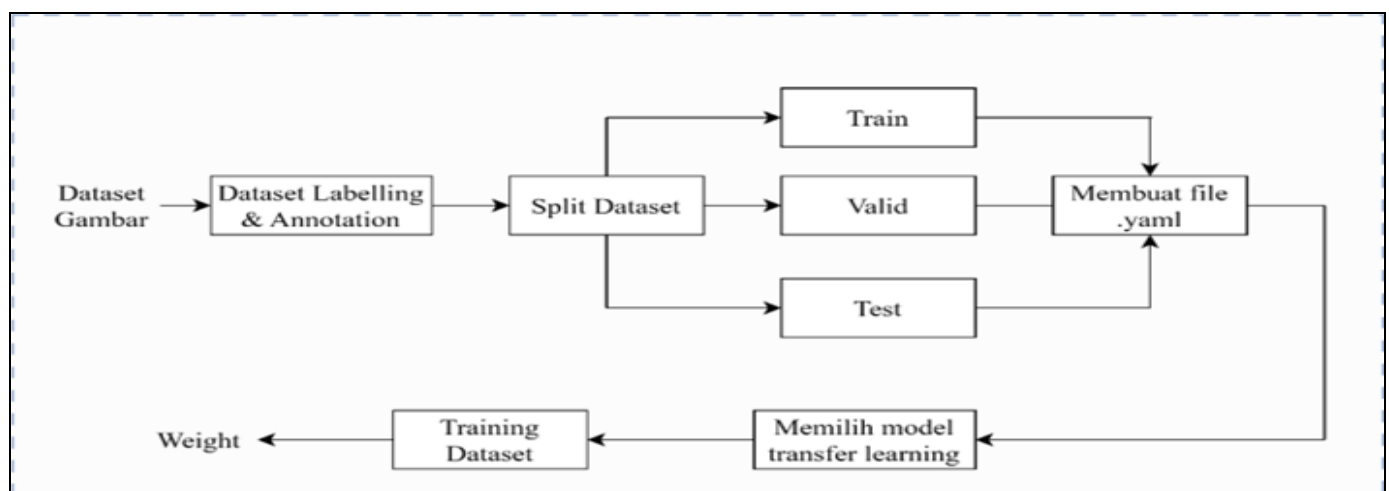 Dataset
Gambar
Dataset Labelling
& Annotation
Split Dataset
Train
Valid
Test
Membuat file
.yaml
Memilih model
transfer learning
Training
Dataset
Weight